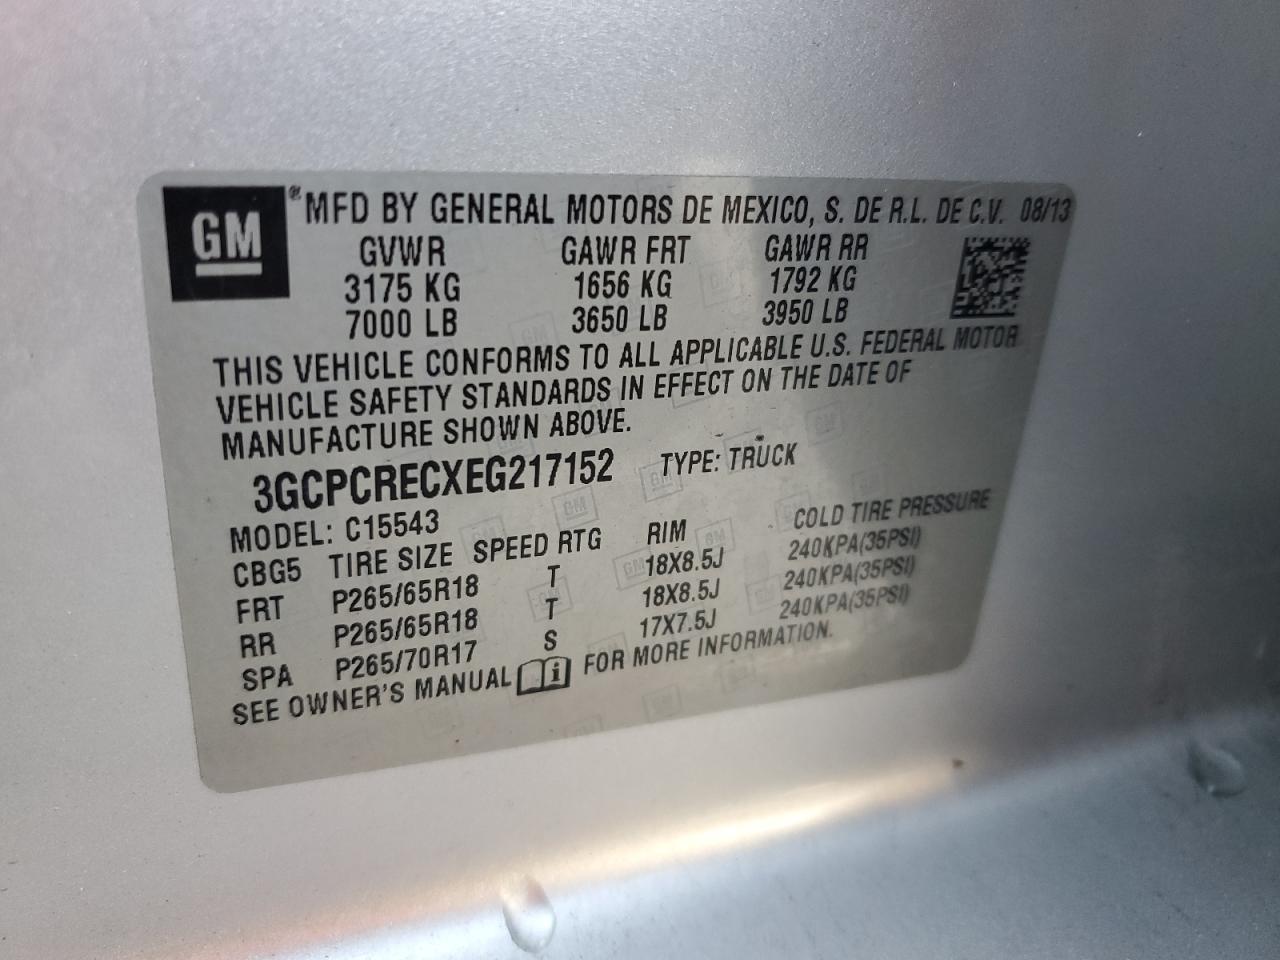 GM
®MFD BY GENERAL MOTORS DE MEXICO, S. DE R.L. DE C.V. 08/13
GVWR GAWR FRT GAWR RR
3175 KG 1656 KG 1792 KG
7000 LB 3650 LB 3950 LB
THIS VEHICLE CONFORMS TO ALL APPLICABLE U.S. FEDERAL MOTOR
VEHICLE SAFETY STANDARDS IN EFFECT ON THE DATE OF
MANUFACTURE SHOWN ABOVE.
3GCPCRECXEG217152 TYPE: TRUCK
MODEL: C15543
CBG5 TIRE SIZE SPEED RTG RIM COLD TIRE PRESSURE
FRT P265/65R18 T 18X8.5J 240KPA(35PSI)
RR P265/65R18 T 18X8.5J 240KPA(35PSI)
SPA P265/70R17 S 17X7.5J 240KPA(35PSI)
SEE OWNER'S MANUAL i FOR MORE INFORMATION.